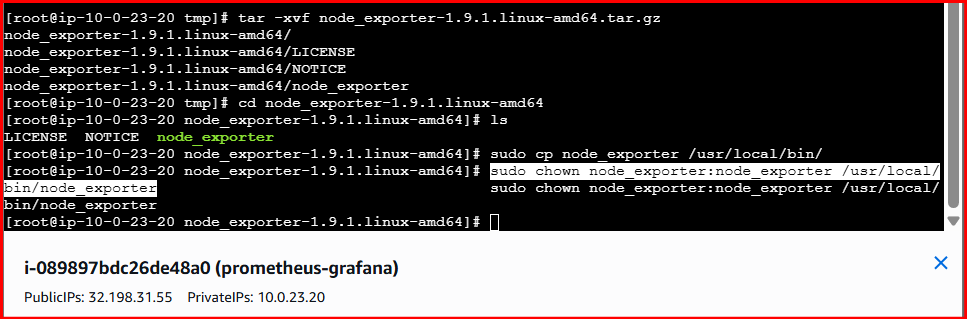 [root@ip-10-0-23-20 tmp]# tar -xvf node_exporter-1.9.1.linux-amd64.tar.gz
node_exporter-1.9.1.linux-amd64/
node_exporter-1.9.1.linux-amd64/LICENSE
node_exporter-1.9.1.linux-amd64/NOTICE
node_exporter-1.9.1.linux-amd64/node_exporter
[root@ip-10-0-23-20 tmp]# cd node_exporter-1.9.1.linux-amd64
[root@ip-10-0-23-20 node_exporter-1.9.1.linux-amd64]# ls
LICENSE  NOTICE  node_exporter
[root@ip-10-0-23-20 node_exporter-1.9.1.linux-amd64]# sudo cp node_exporter /usr/local/bin/
[root@ip-10-0-23-20 node_exporter-1.9.1.linux-amd64]# sudo chown node_exporter:node_exporter /usr/local/
bin/node_exporter sudo chown node_exporter:node_exporter /usr/local/
bin/node_exporter
[root@ip-10-0-23-20 node_exporter-1.9.1.linux-amd64]#
i-089897bdc26de48a0 (prometheus-grafana)
PublicIPs: 32.198.31.55 PrivateIPs: 10.0.23.20